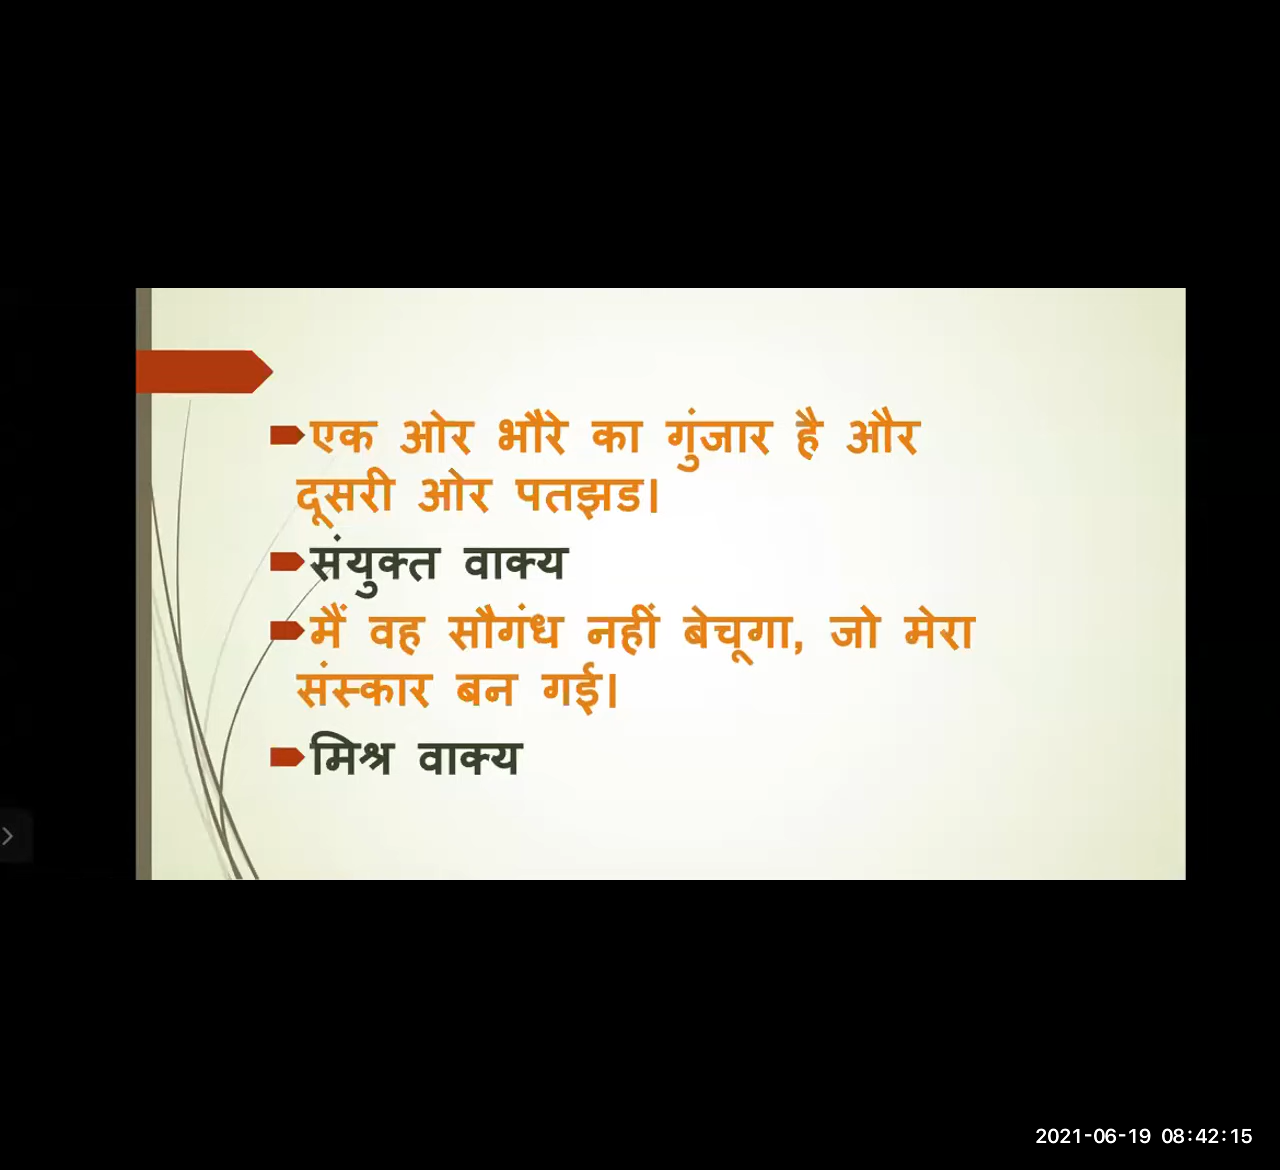 एक ओर भौरे का गुंजार है और
दूसरी ओर पतझड।
संयुक्त वाक्य
मैं वह सौगंध नहीं बेचूगा, जो मेरा
संस्कार बन गई।
मिश्र वाक्य
2021-06-19 08:42:15